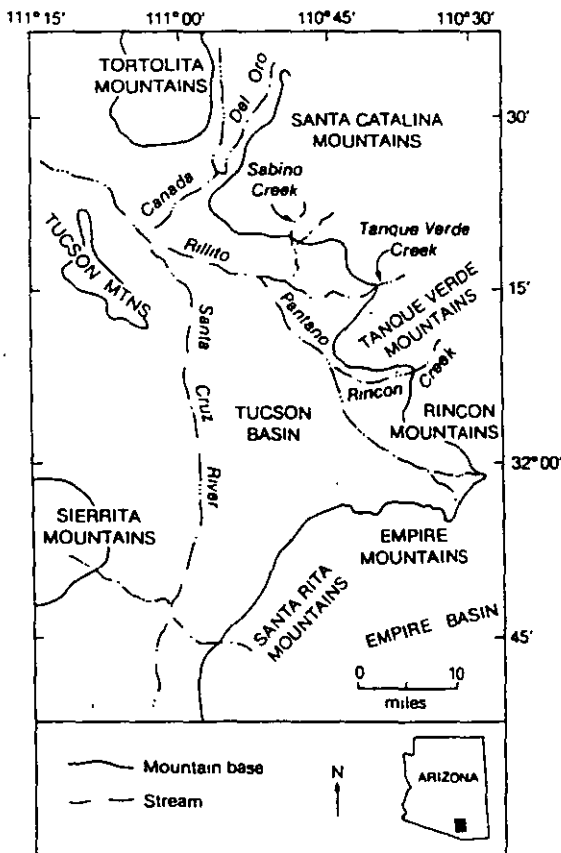 111°15'
111°00
110°45'
110°30'
TORTOLITA
MOUNTAINS
Canada Del Oro
30'
SANTA CATALINA
MOUNTAINS
Sabino
Creek
Tanque Verde
Creek
TUCSON MTNS
Rillito
15'
Pantano
TANQUE VERDE
MOUNTAINS
Santa Cruz River
Rincon Creek
TUCSON
BASIN
RINCON
MOUNTAINS
32°00'
SIERRITA
MOUNTAINS
EMPIRE
MOUNTAINS
SANTA RITA
MOUNTAINS
EMPIRE BASIN
45'
0 10
miles
Mountain base
Stream
N
ARIZONA